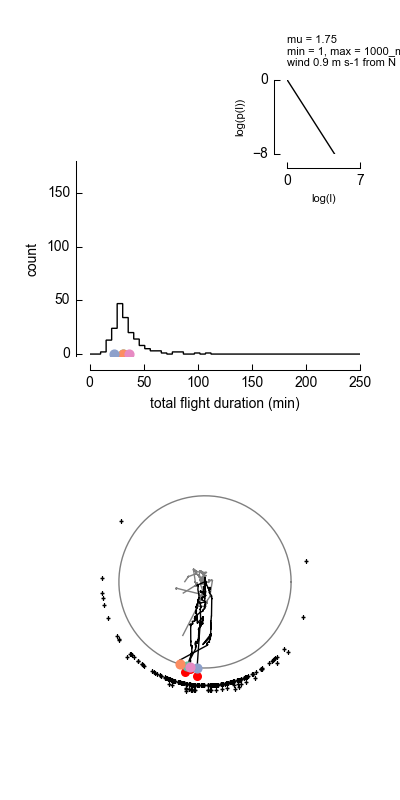 mu = 1.75
min = 1, max = 1000_m
wind 0.9 m s-1 from N
0
log(p(l))
−8
0 7
log(l)
150
100
50
0
count
0 50 100 150 200 250
total flight duration (min)